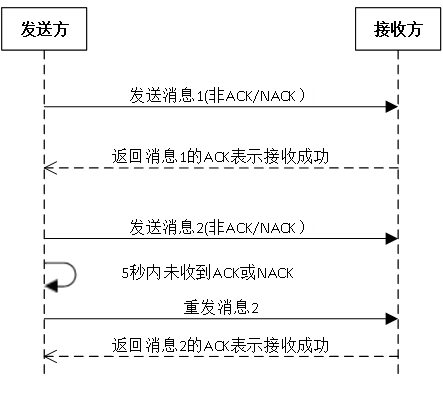 发送方
接收方
发送消息1(非ACK/NACK）
返回消息1的ACK表示接收成功
发送消息2(非ACK/NACK）
5秒内未收到ACK或NACK
重发消息2
返回消息2的ACK表示接收成功